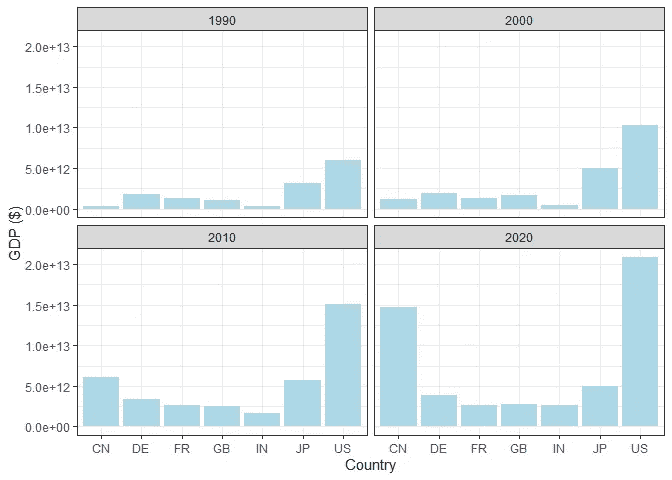 1990
2000
2.0e+13
1.5e+13
1.0e+13
5.0e+12
0.0e+00
GDP ($)
2010
2020
2.0e+13
1.5e+13
1.0e+13
5.0e+12
0.0e+00
CN DE FR GB IN JP US CN DE FR GB IN JP US
Country